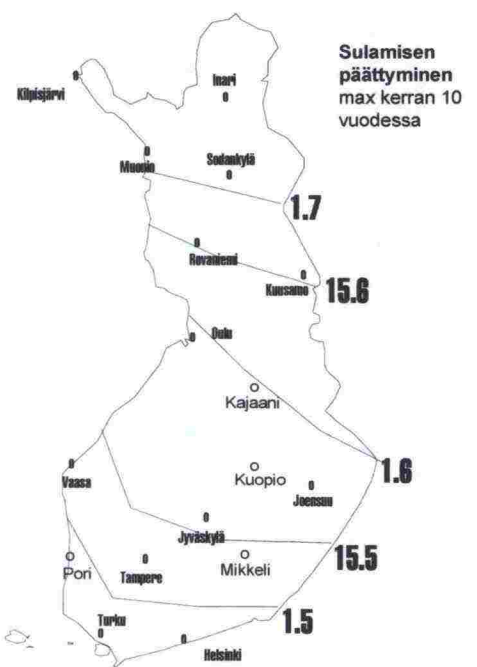 Sulamisen
päättyminen
max kerran 10
vuodessa
Kilpisjärvi
Inari
Muonio
Sodankylä
1.7
Rovaniemi
Kuusamo
15.6
Oulu
Kajaani
1.6
Vaasa
Kuopio
Joensuu
Jyväskylä
15.5
Pori
Tampere
Mikkeli
1.5
Turku
Helsinki